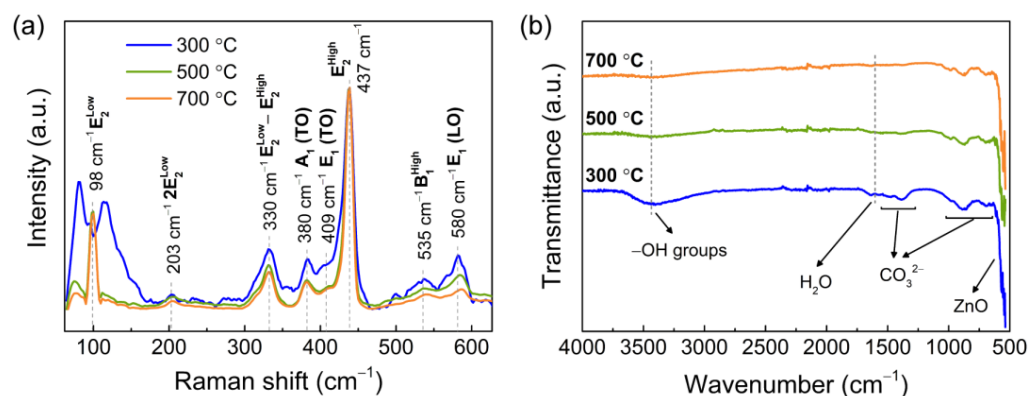 (a)
300 °C
500 °C
700 °C
98 cm⁻¹ E₂^Low
203 cm⁻¹ 2E₂^Low
330 cm⁻¹ E₂^Low – E₂^High
380 cm⁻¹ A₁ (TO)
409 cm⁻¹ E₁ (TO)
E₂^High
437 cm⁻¹
535 cm⁻¹ B₁^High
580 cm⁻¹ E₁ (LO)
Intensity (a.u.)
100 200 300 400 500 600
Raman shift (cm⁻¹)
(b)
700 °C
500 °C
300 °C
–OH groups
H₂O
CO₃²⁻
ZnO
Transmittance (a.u.)
4000 3500 3000 2500 2000 1500 1000 500
Wavenumber (cm⁻¹)